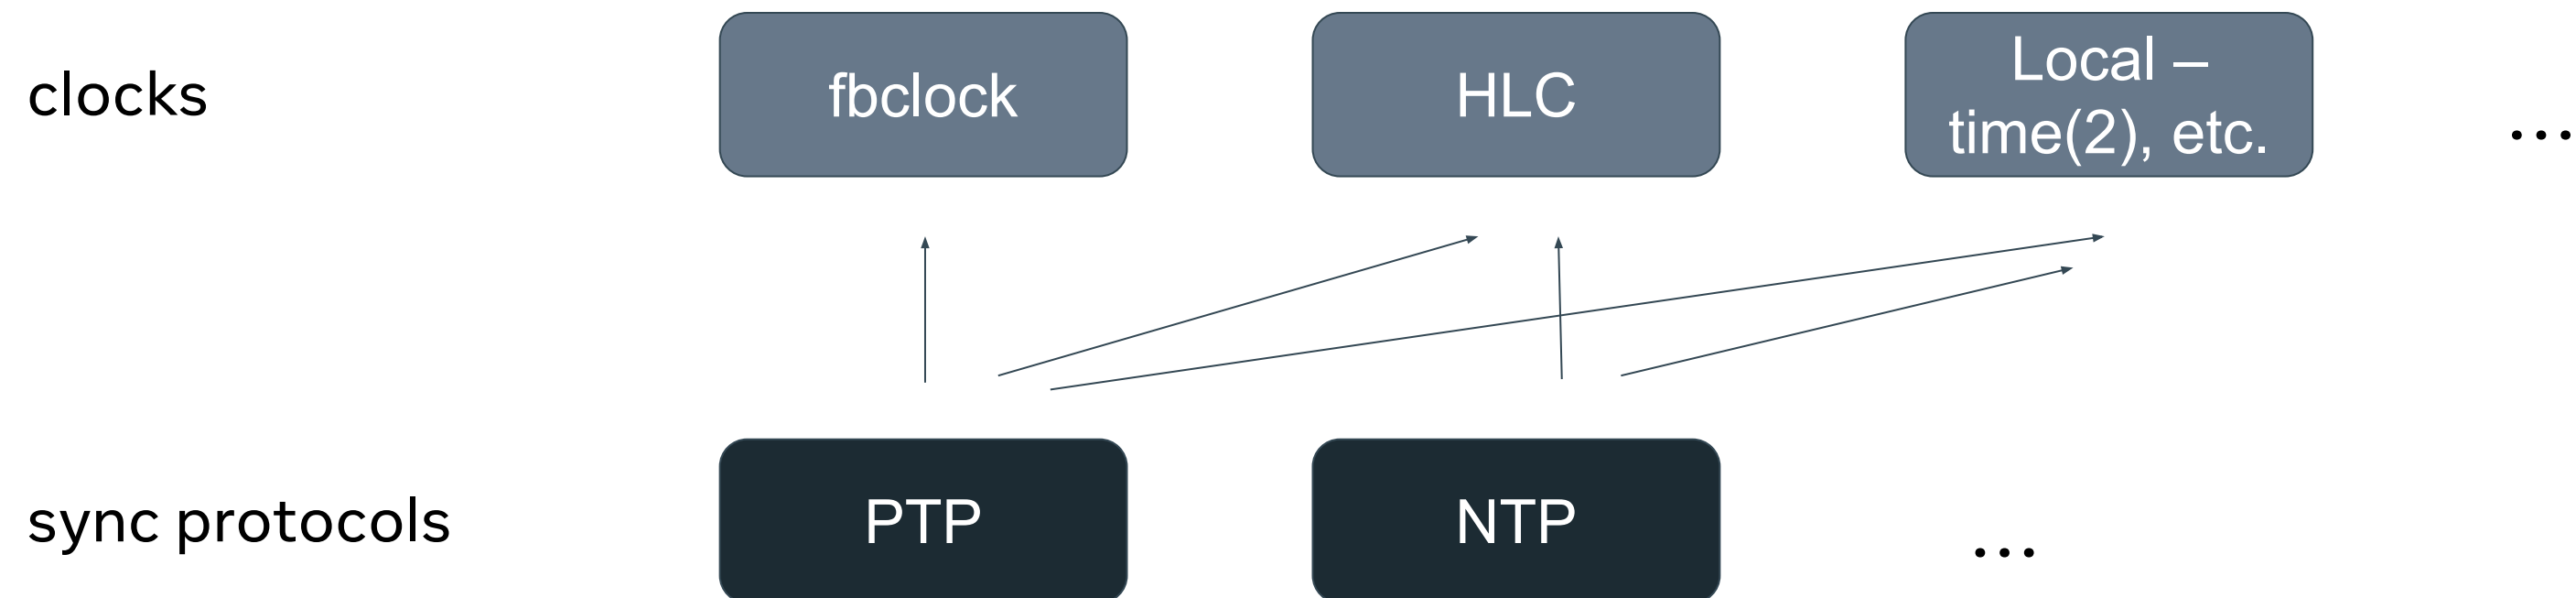 clocks
fbclock
HLC
Local –
time(2), etc.
...
sync protocols
PTP
NTP
...